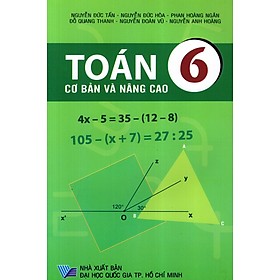 NGUYỄN ĐỨC TẤN - NGUYỄN ĐỨC HÒA - PHAN HOÀNG NGÂN
ĐỖ QUANG THANH - NGUYỄN ĐOÀN VŨ - NGUYỄN ANH HOÀNG
TOÁN 6
CƠ BẢN VÀ NÂNG CAO
4x – 5 = 35 – (12 – 8)
105 – (x + 7) = 27 : 25
z
y
A
120°
30°
x'
O
x
B
C
NHÀ XUẤT BẢN
ĐẠI HỌC QUỐC GIA TP. HỒ CHÍ MINH